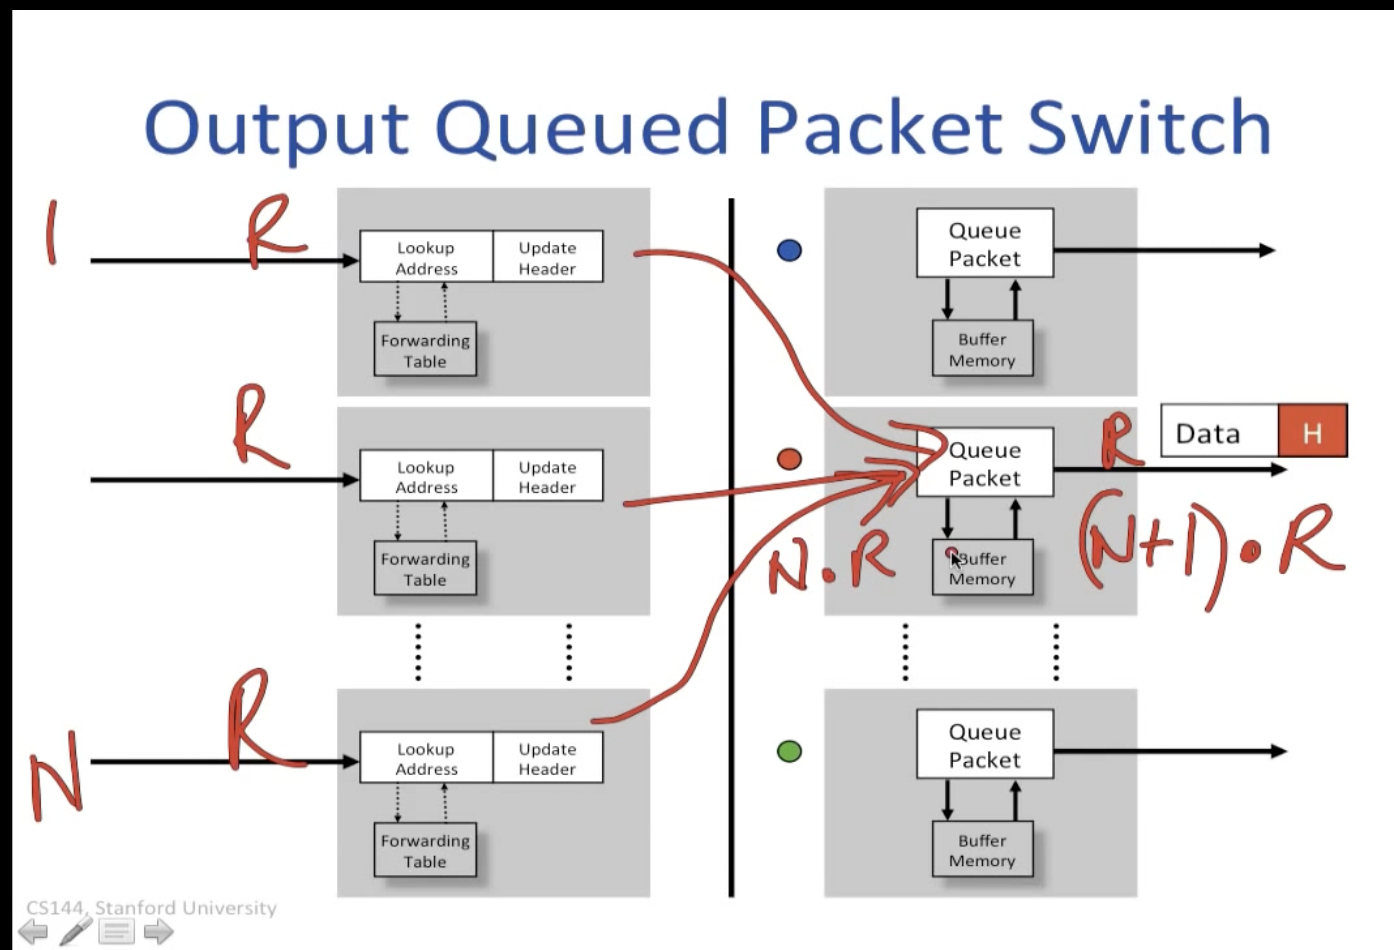 Output Queued Packet Switch
1
R
Lookup Address
Update Header
Forwarding Table
Queue Packet
Buffer Memory
R
Lookup Address
Update Header
Forwarding Table
Queue Packet
Buffer Memory
N.R
R
Data
H
(N+1).R
N
R
Lookup Address
Update Header
Forwarding Table
Queue Packet
Buffer Memory
CS144, Stanford University